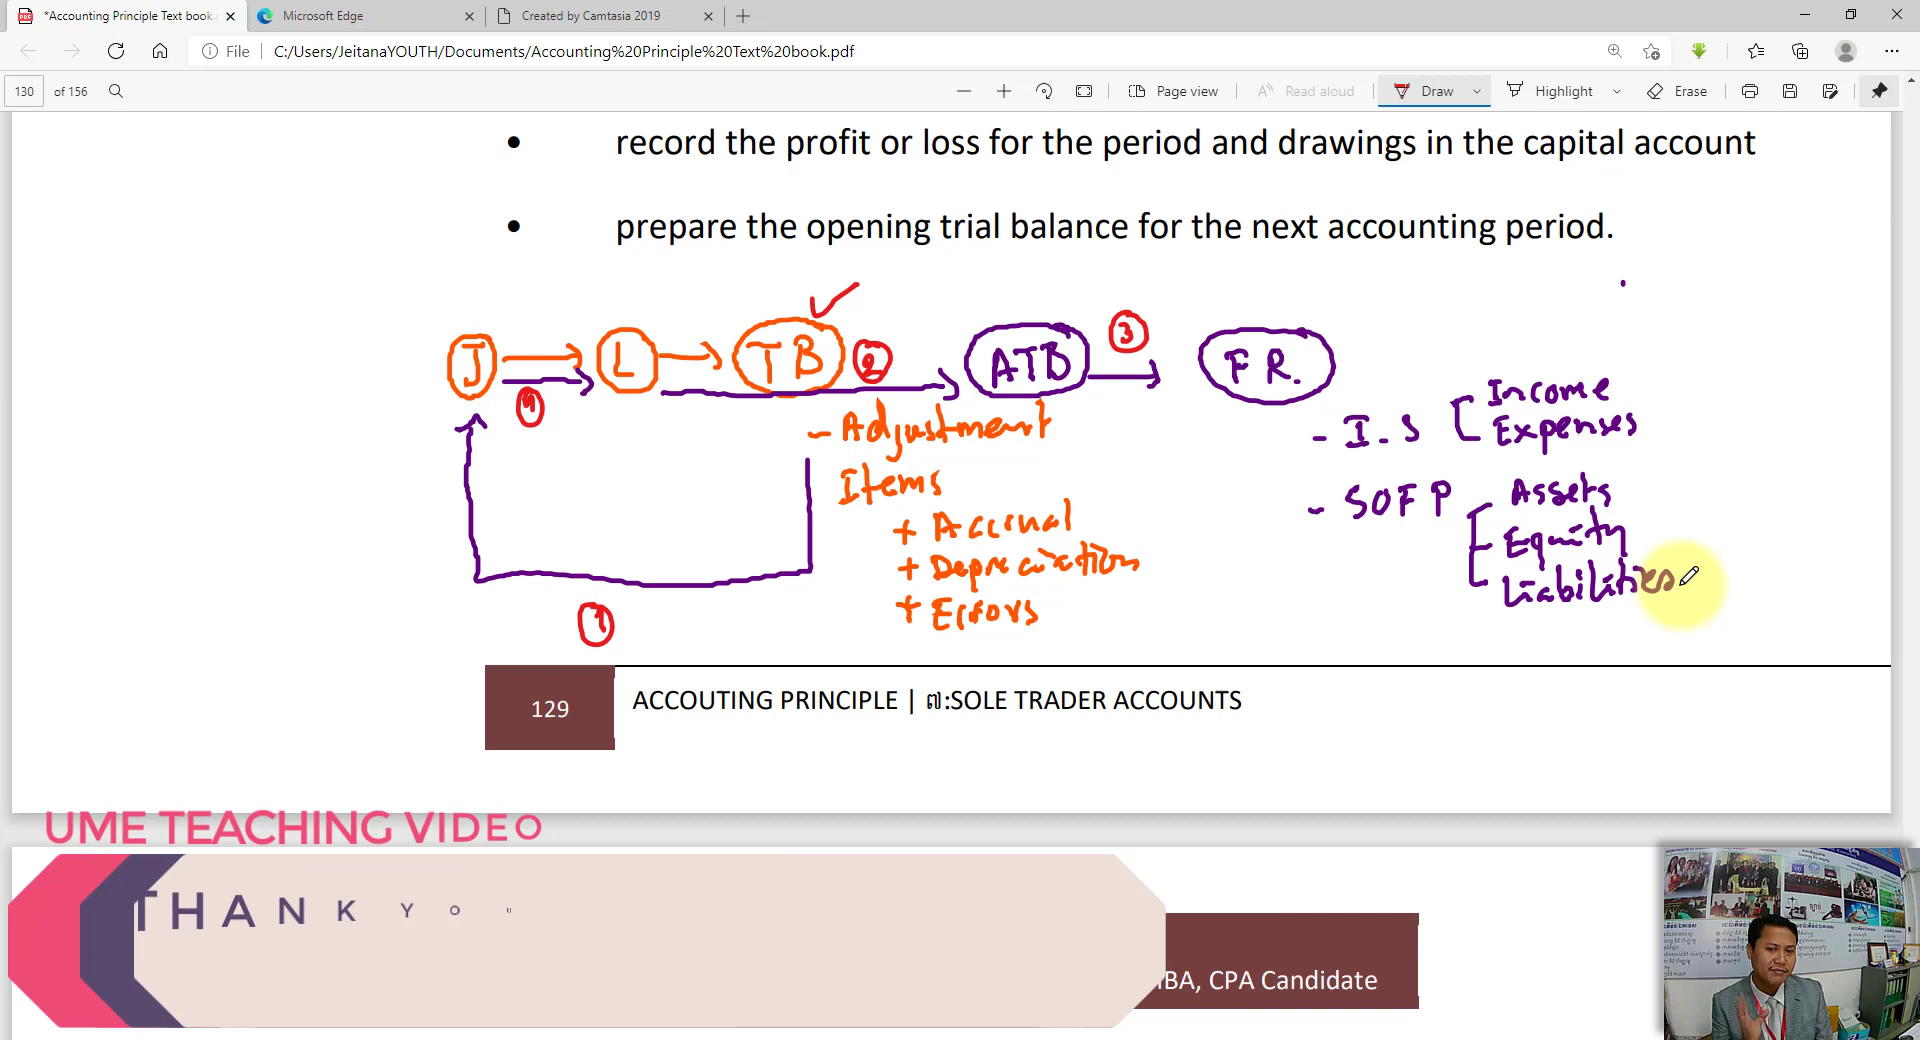 *Accounting Principle Text book.
Microsoft Edge
Created by Camtasia 2019
File
C:/Users/JeitanaYOUTH/Documents/Accounting%20Principle%20Text%20book.pdf
130 of 156
Page view
Read aloud
Draw
Highlight
Erase
• record the profit or loss for the period and drawings in the capital account
• prepare the opening trial balance for the next accounting period.
J L TB 2 ATB 3 F R.
- Adjustment
Items
+ Accrual
+ Depreciation
+ Errors
- I.S
Income
Expenses
- SOFP
Assets
Equity
Liabilities
1
129
ACCOUTING PRINCIPLE | ៧:SOLE TRADER ACCOUNTS
UME TEACHING VIDEO
THANK YOU
BA, CPA Candidate